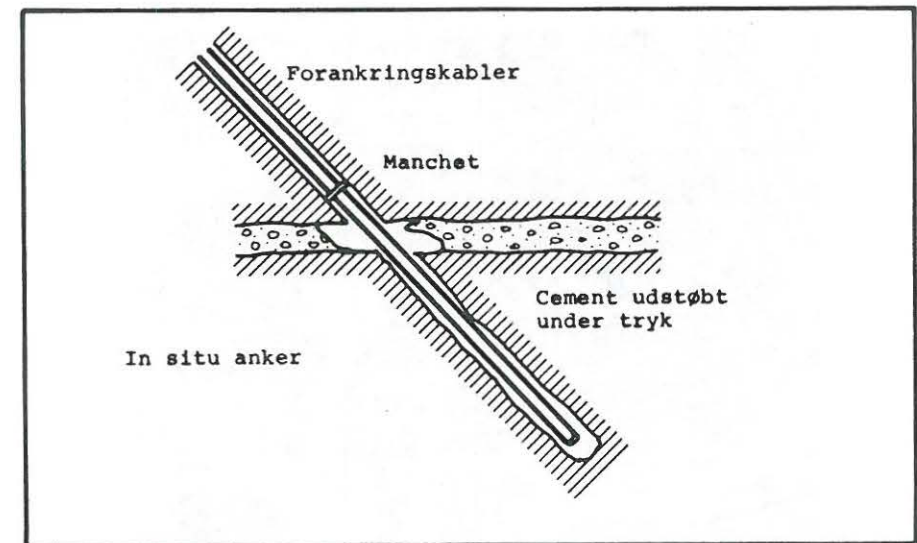 Forankringskabler
Manchet
Cement udstøbt
under tryk
In situ anker